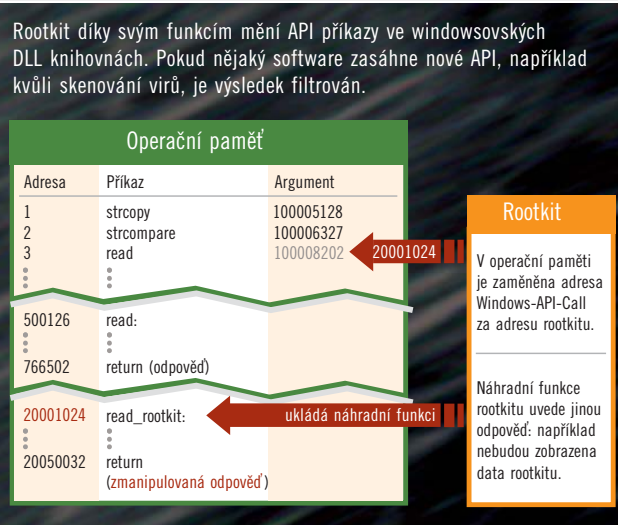 Rootkit díky svým funkcím mění API příkazy ve windowsovských
DLL knihovnách. Pokud nějaký software zasáhne nové API, například
kvůli skenování virů, je výsledek filtrován.
Operační paměť
Adresa Příkaz Argument
1 strcopy 100005128
2 strcompare 100006327
3 read 100008202 20001024
500126 read:
766502 return (odpověď)
20001024 read_rootkit: ukládá náhradní funkci
20050032 return
(zmanipulovaná odpověď)
Rootkit
V operační paměti
je zaměněna adresa
Windows-API-Call
za adresu rootkitu.
Náhradní funkce
rootkitu uvede jinou
odpověď: například
nebudou zobrazena
data rootkitu.